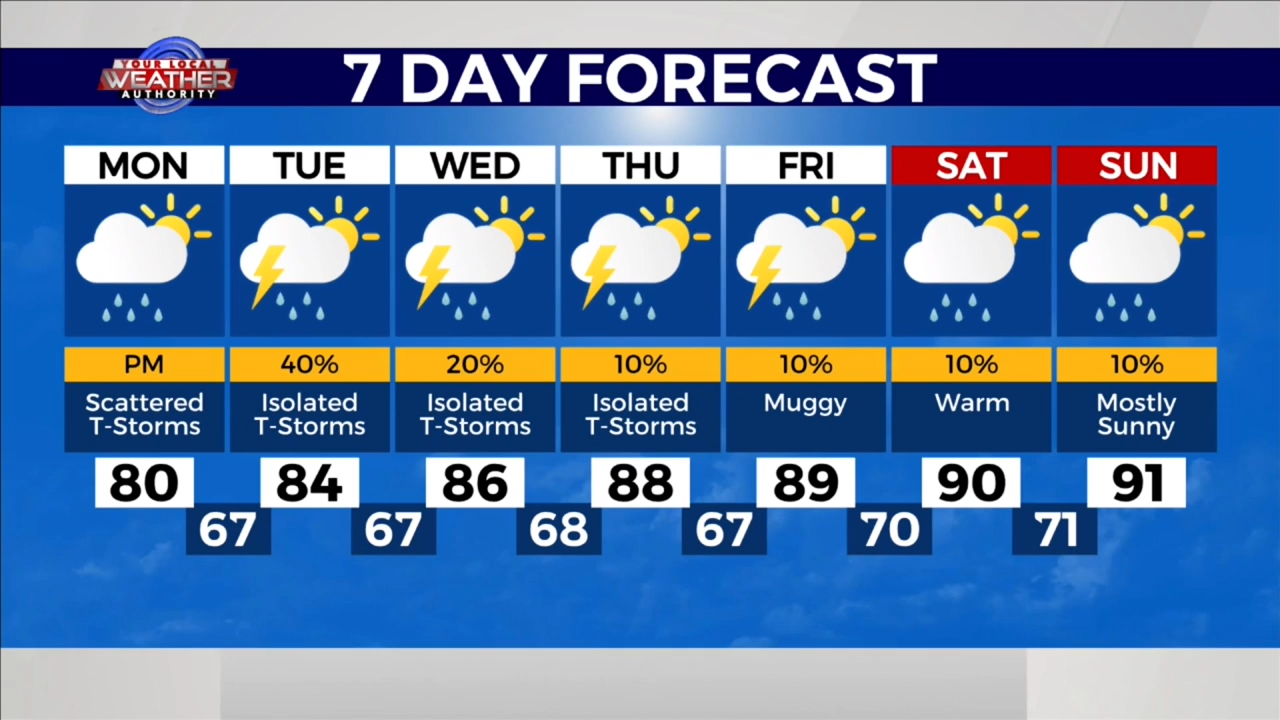 YOUR LOCAL
WEATHER
AUTHORITY
7 DAY FORECAST
MON TUE WED THU FRI SAT SUN
PM 40% 20% 10% 10% 10% 10%
Scattered Isolated Isolated Isolated Muggy Warm Mostly
T-Storms T-Storms T-Storms T-Storms Sunny
80 84 86 88 89 90 91
67 67 68 67 70 71